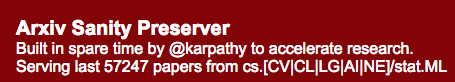 Arxiv Sanity Preserver
Built in spare time by @karpathy to accelerate research.
Serving last 57247 papers from cs.[CV|CL|LG|AI|NE]/stat.ML